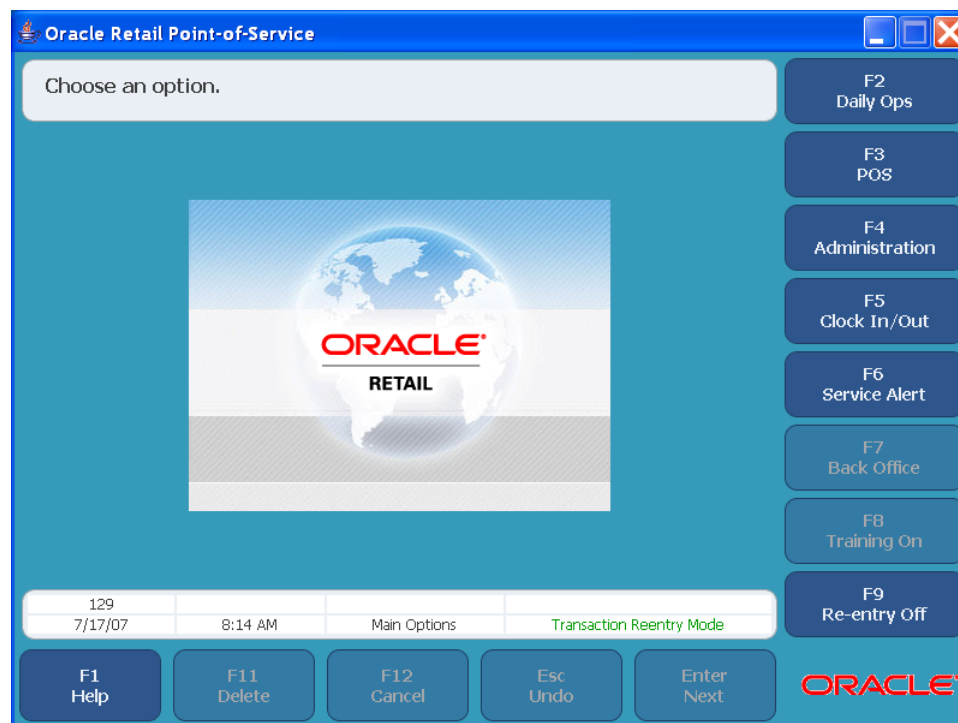 Oracle Retail Point-of-Service
Choose an option.
F2
Daily Ops
F3
POS
F4
Administration
F5
Clock In/Out
F6
Service Alert
F7
Back Office
F8
Training On
F9
Re-entry Off
ORACLE
RETAIL
129
7/17/07 8:14 AM Main Options Transaction Reentry Mode
F1
Help
F11
Delete
F12
Cancel
Esc
Undo
Enter
Next
ORACLE